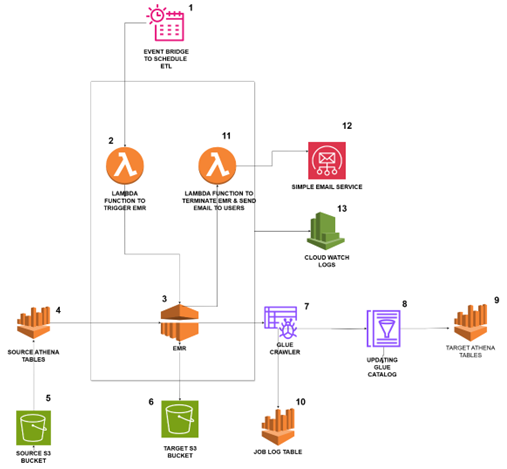 1
EVENT BRIDGE
TO SCHEDULE
ETL
2
LAMBDA
FUNCTION TO
TRIGGER EMR
11
LAMBDA FUNCTION TO
TERMINATE EMR & SEND
EMAIL TO USERS
12
SIMPLE EMAIL SERVICE
13
CLOUD WATCH
LOGS
3
EMR
4
SOURCE ATHENA
TABLES
7
GLUE
CRAWLER
8
UPDATING
GLUE
CATALOG
9
TARGET ATHENA
TABLES
5
SOURCE S3
BUCKET
6
TARGET S3
BUCKET
10
JOB LOG TABLE